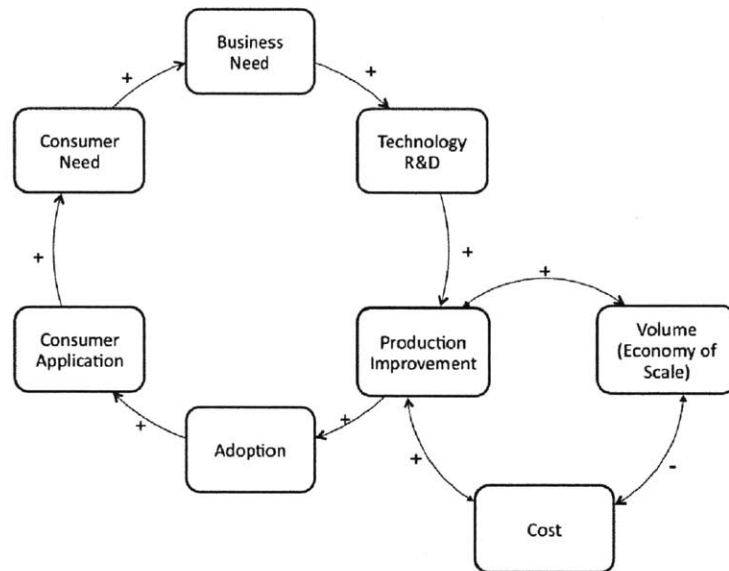 Business
Need
+
+
Consumer
Need
Technology
R&D
+
+
+
Consumer
Application
Production
Improvement
Volume
(Economy of
Scale)
+
+
Adoption
+
-
Cost